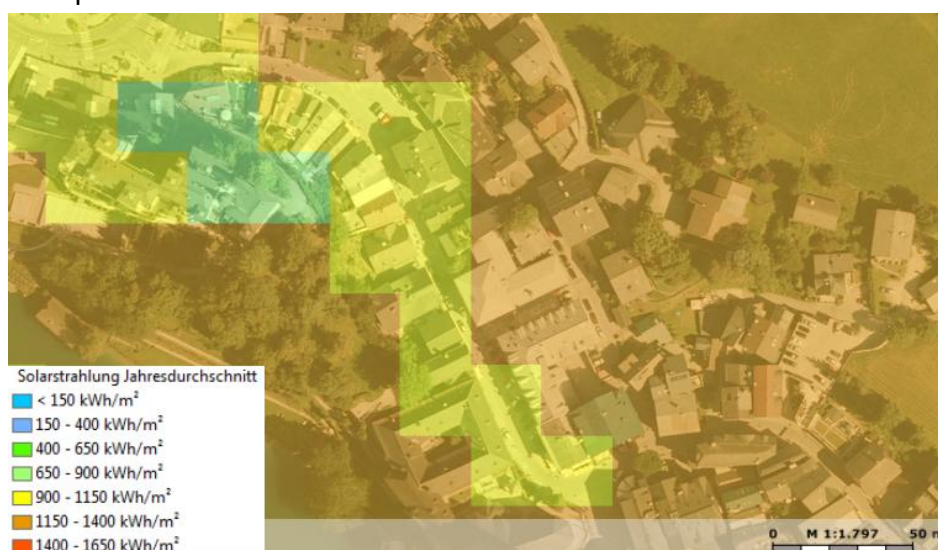 Solarstrahlung Jahresdurchschnitt
< 150 kWh/m²
150 - 400 kWh/m²
400 - 650 kWh/m²
650 - 900 kWh/m²
900 - 1150 kWh/m²
1150 - 1400 kWh/m²
1400 - 1650 kWh/m²
0 M 1:1.797 50 m